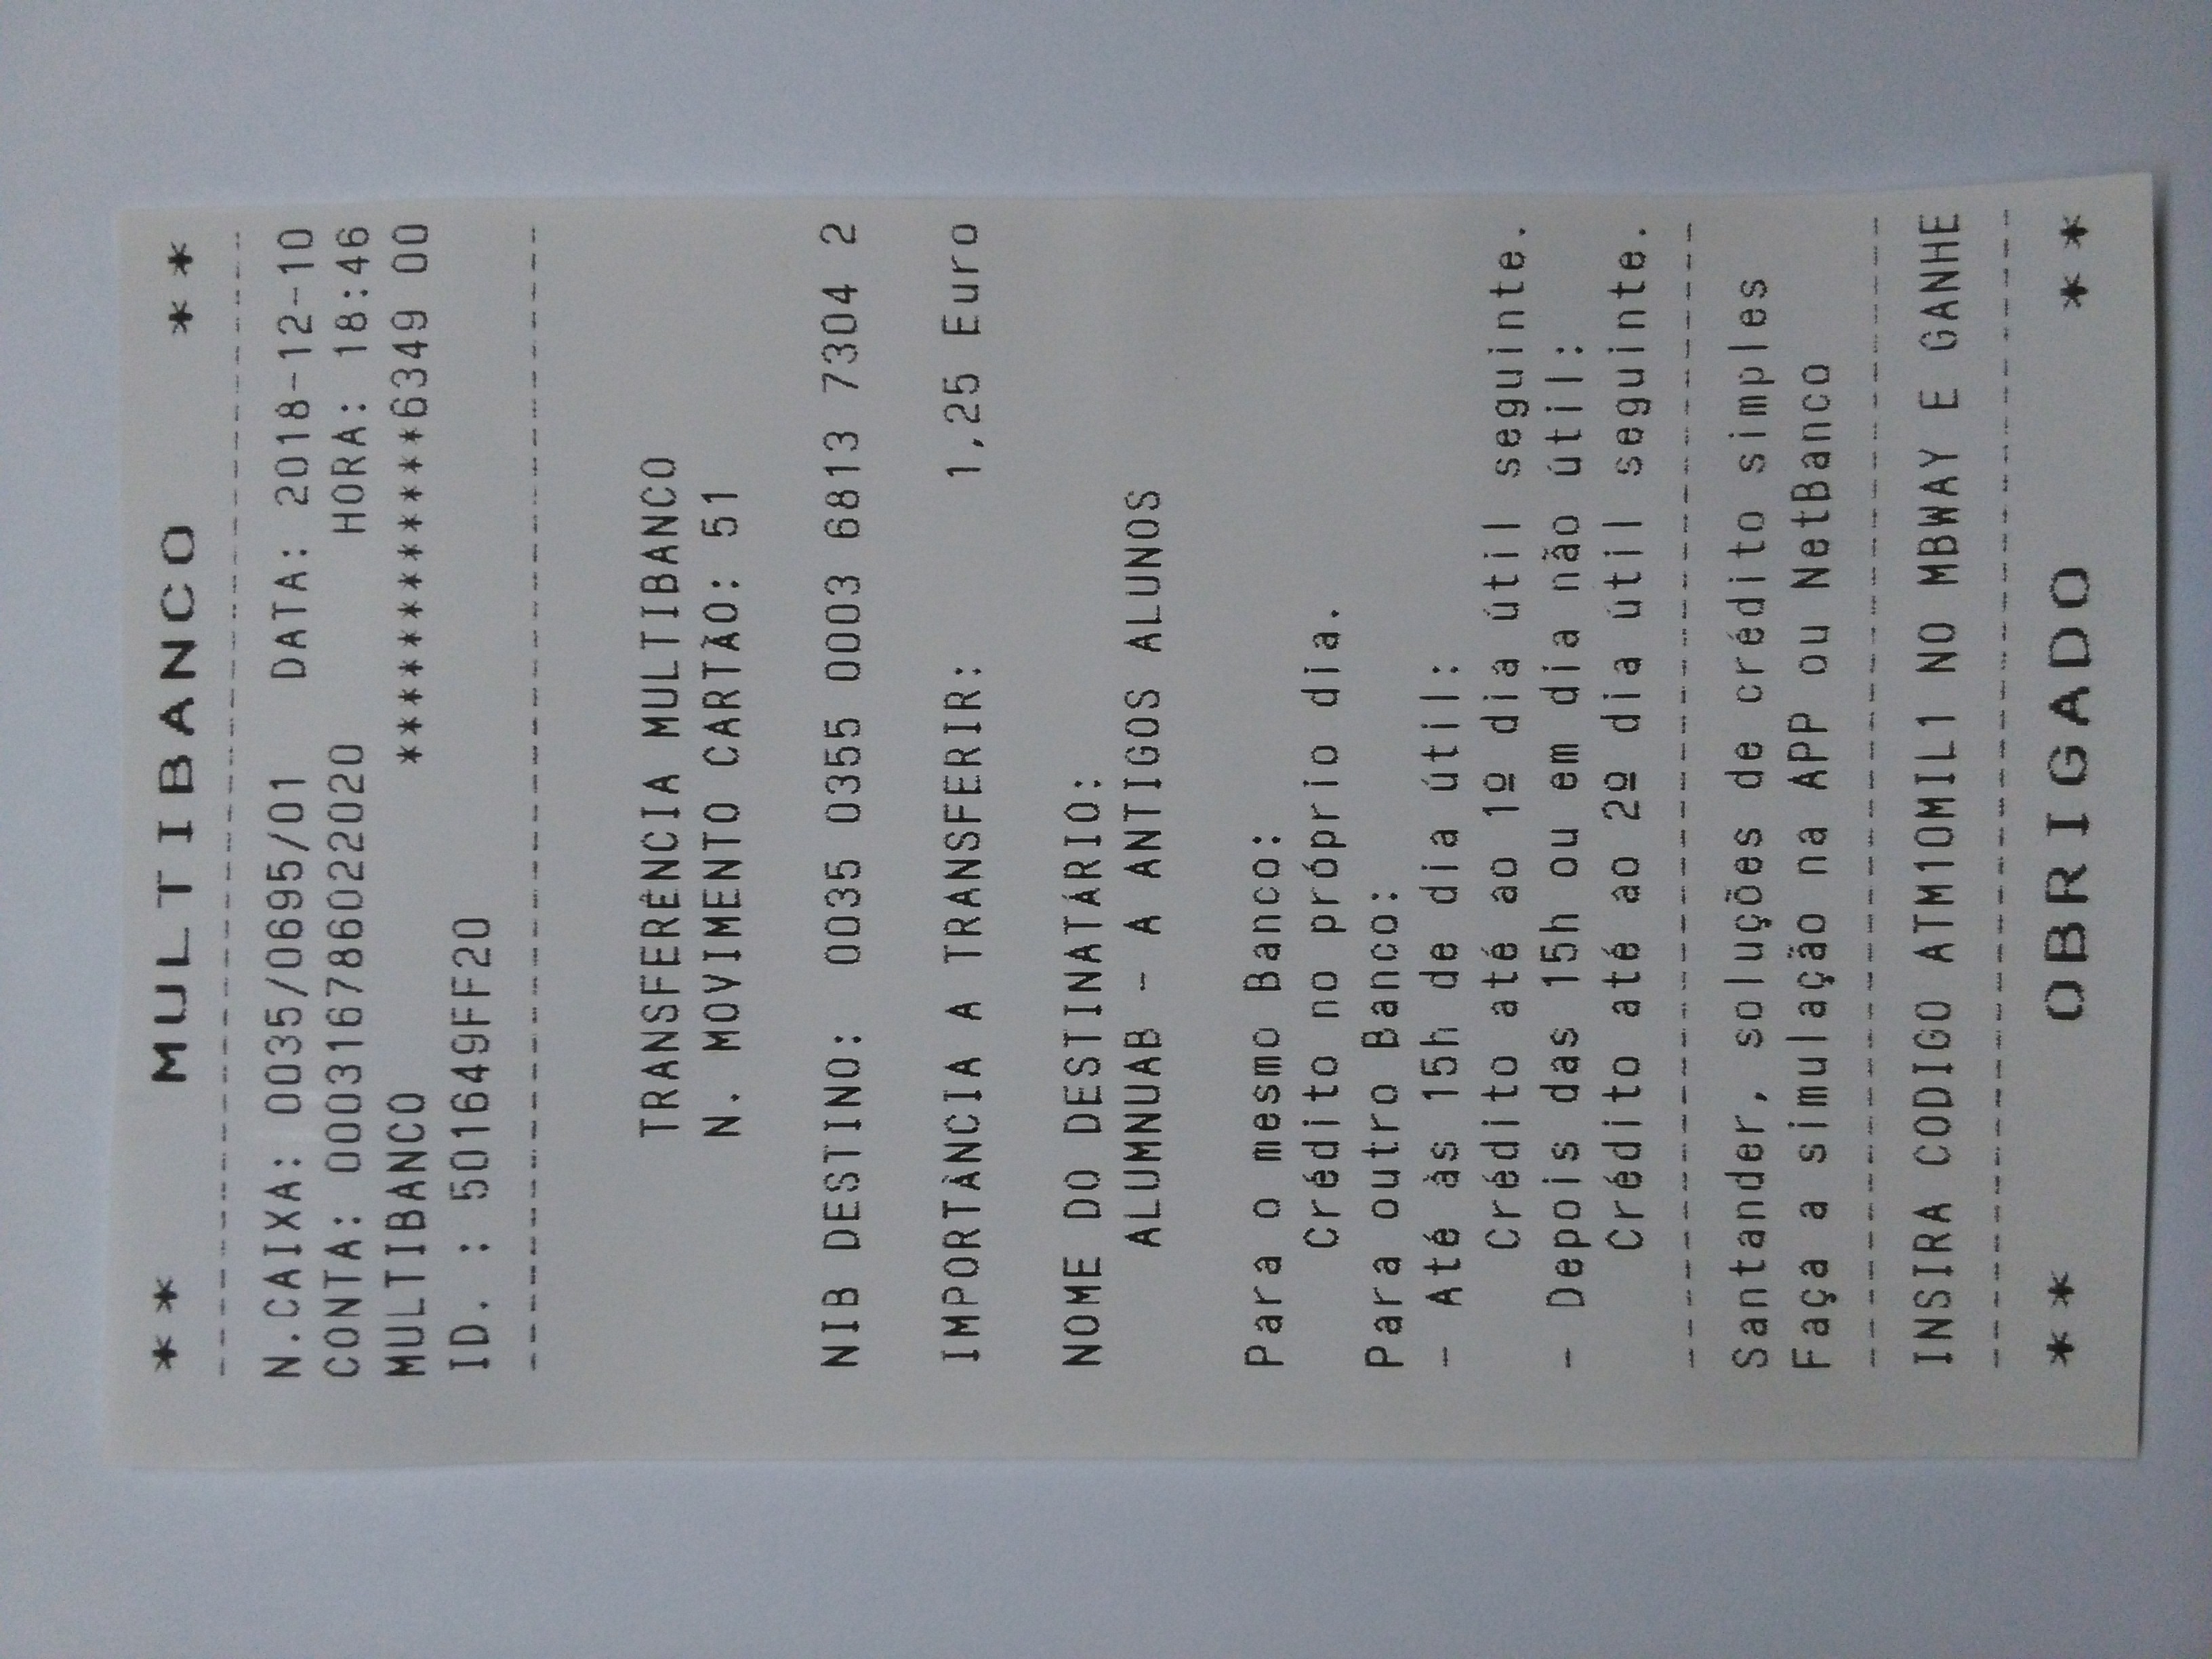 ** MULTIBANCO **
N.CAIXA: 0035/0695/01 DATA: 2018-12-10
CONTA: 000316786022020 HORA: 18:46
MULTIBANCO ************6349 00
ID. : 501649FF20
TRANSFERÊNCIA MULTIBANCO
N. MOVIMENTO CARTÃO: 51
NIB DESTINO: 0035 0355 0003 6813 7304 2
IMPORTÂNCIA A TRANSFERIR: 1,25 Euro
NOME DO DESTINATÁRIO:
ALUMNUAB - A ANTIGOS ALUNOS
Para o mesmo Banco:
Crédito no próprio dia.
Para outro Banco:
- Até às 15h de dia útil:
Crédito até ao 1º dia útil seguinte.
- Depois das 15h ou em dia não útil:
Crédito até ao 2º dia útil seguinte.
Santander, soluções de crédito simples
Faça a simulação na APP ou NetBanco
INSIRA CODIGO ATM10MIL1 NO MBWAY E GANHE
** OBRIGADO **